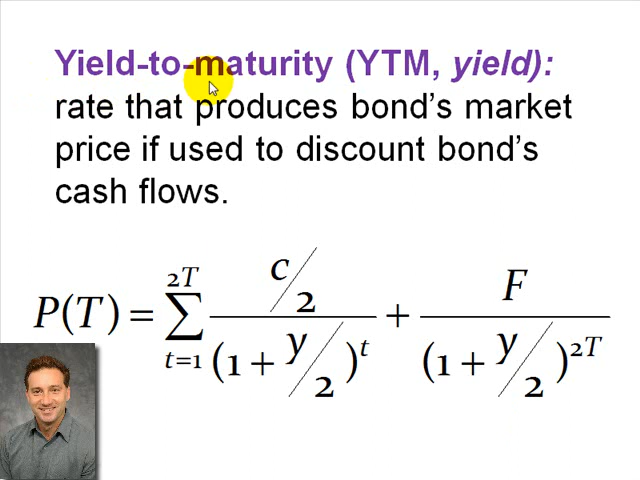 Yield-to-maturity (YTM, yield):
rate that produces bond's market
price if used to discount bond's
cash flows.
P(T) = ∑_{t=1}^{2T} (c/2)/(1 + y/2)^t + F/(1 + y/2)^{2T}